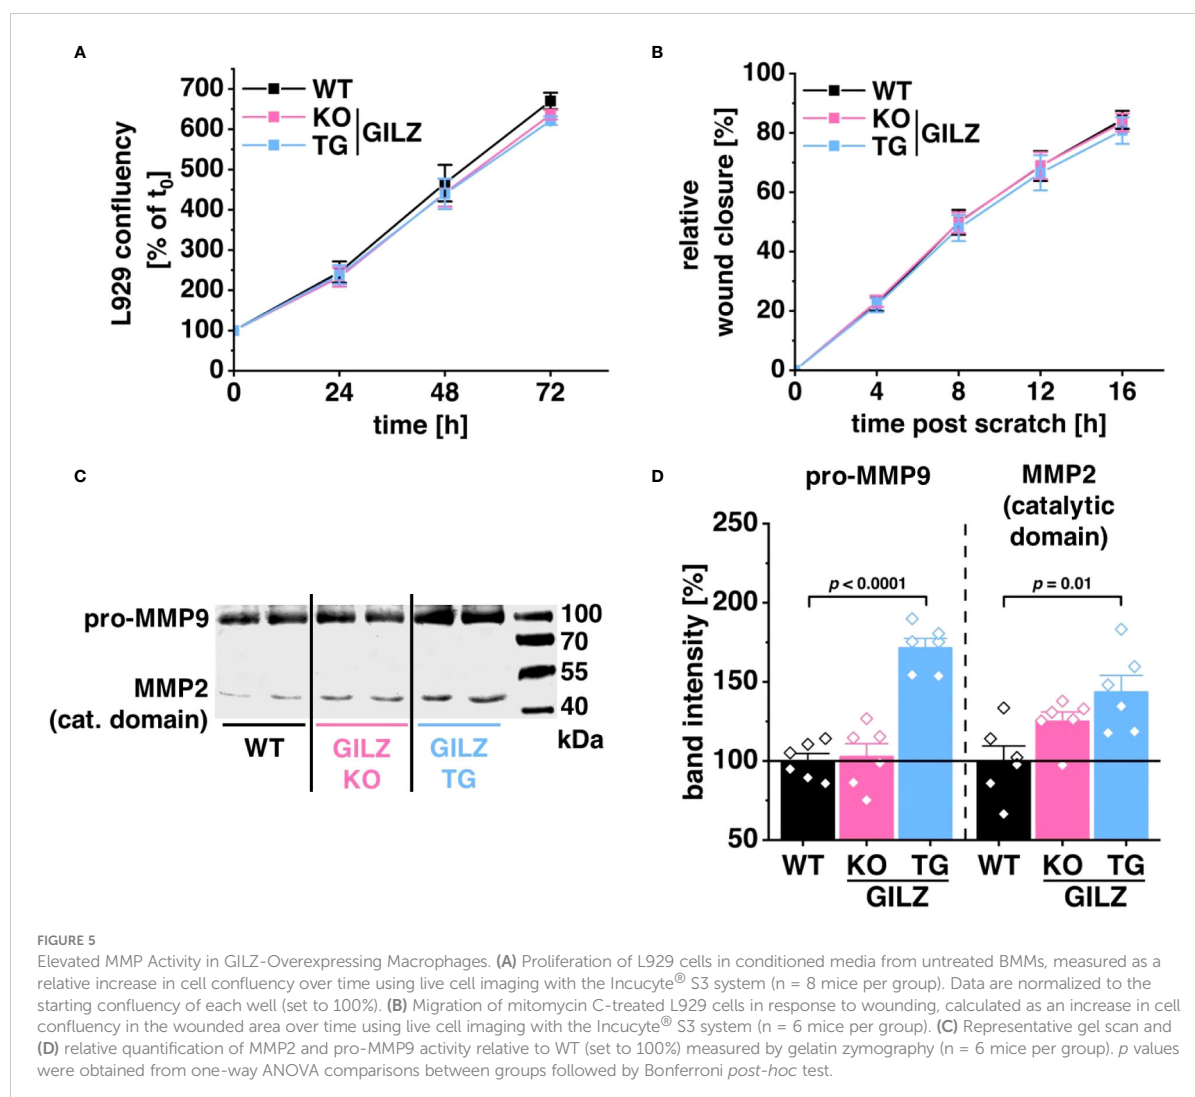 A
700
600
500
400
300
200
100
0
L929 confluency
[% of t0]
WT
KO
TG
GILZ
0 24 48 72
time [h]
B
100
80
60
40
20
0
relative
wound closure [%]
WT
KO
TG
GILZ
0 4 8 12 16
time post scratch [h]
C
pro-MMP9
MMP2
(cat. domain)
100
70
55
40
kDa
WT
GILZ
KO
GILZ
TG
D
pro-MMP9
MMP2
(catalytic
domain)
250
200
150
100
50
band intensity [%]
p < 0.0001
p = 0.01
WT KO TG WT KO TG
GILZ GILZ
FIGURE 5
Elevated MMP Activity in GILZ-Overexpressing Macrophages. (A) Proliferation of L929 cells in conditioned media from untreated BMMs, measured as a
relative increase in cell confluency over time using live cell imaging with the Incucyte® S3 system (n = 8 mice per group). Data are normalized to the
starting confluency of each well (set to 100%). (B) Migration of mitomycin C-treated L929 cells in response to wounding, calculated as an increase in cell
confluency in the wounded area over time using live cell imaging with the Incucyte® S3 system (n = 6 mice per group). (C) Representative gel scan and
(D) relative quantification of MMP2 and pro-MMP9 activity relative to WT (set to 100%) measured by gelatin zymography (n = 6 mice per group). p values
were obtained from one-way ANOVA comparisons between groups followed by Bonferroni post-hoc test.